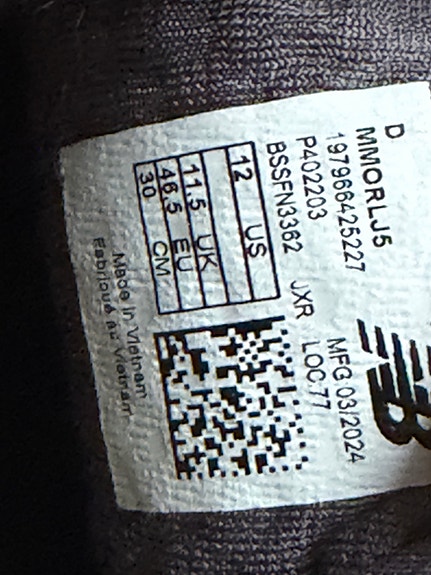 D
MMORLJ5
197966425227
P402203 MFG:03/2024
BSSFN3362 JXR LOC:77
12 US
11.5 UK
46.5 EU
30 CM
Made in Vietnam
Fabriqué au Vietnam
NB